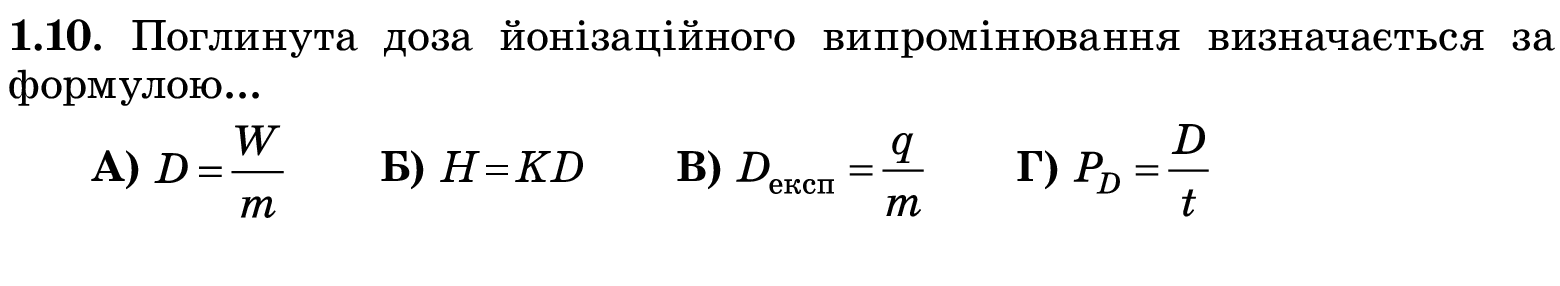 1.10. Поглинута доза йонізаційного випромінювання визначається за
формулою...
А) D = W/m Б) H = KD В) Dексп = q/m Г) PD = D/t